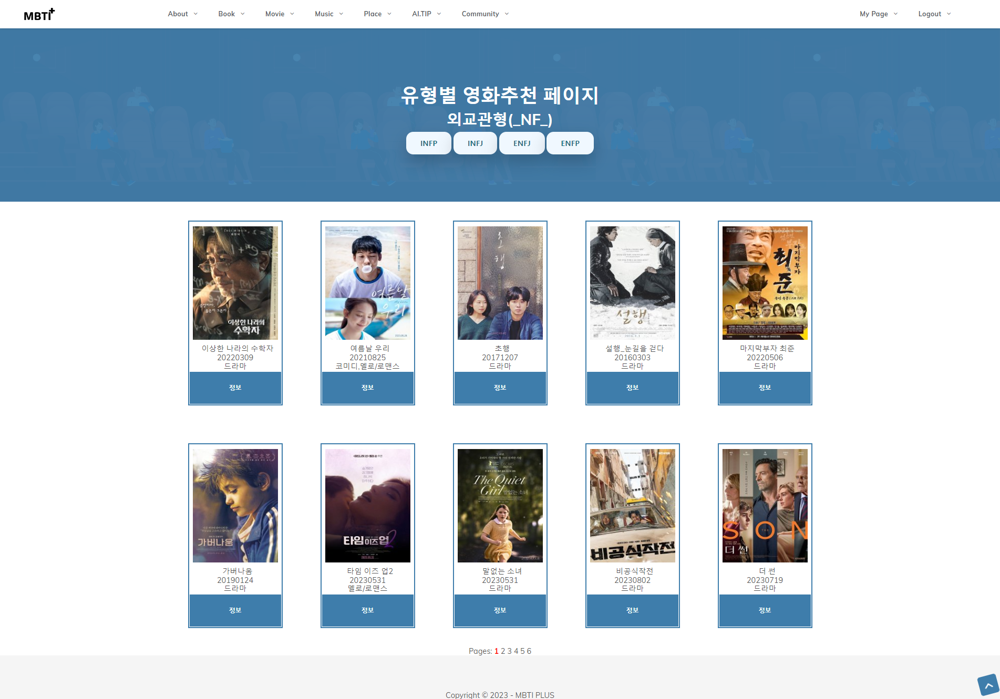 MBTI+
About Book Movie Music Place AI.TIP Community My Page Logout
유형별 영화추천 페이지
외교관형(_NF_)
INFP INFJ ENFJ ENFP
CHOI MIN-SIK
이상한 나라의
수학자
여름날
우리
초행
설행
마지막부자
최준
이상한 나라의 수학자
20220309
드라마
정보
여름날 우리
20210825
코미디,멜로/로맨스
정보
초행
20171207
드라마
정보
설행_눈길을 걷다
20160303
드라마
정보
마지막부자 최준
20220506
드라마
정보
가버나움
타임이즈업2
The Quiet
Girl 말없는 소녀
비공식작전
THE SON
더 썬
가버나움
20190124
드라마
정보
타임 이즈 업2
20230531
멜로/로맨스
정보
말없는 소녀
20230531
드라마
정보
비공식작전
20230802
드라마
정보
더 썬
20230719
드라마
정보
Pages: 1 2 3 4 5 6
Copyright © 2023 - MBTI PLUS